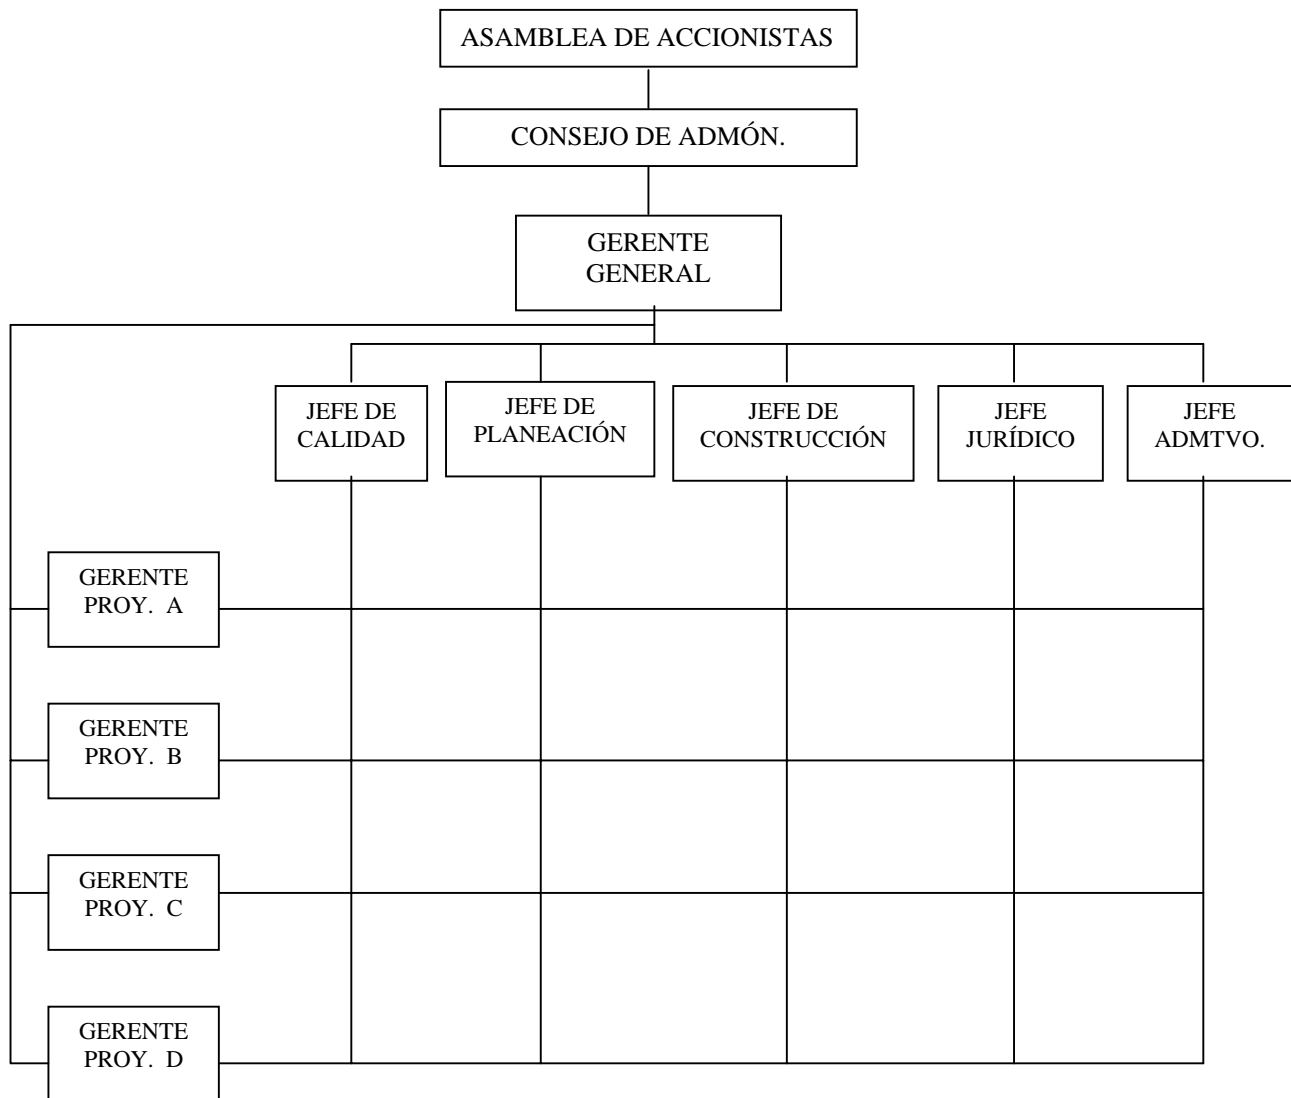 ASAMBLEA DE ACCIONISTAS
CONSEJO DE ADMÓN.
GERENTE
GENERAL
JEFE DE
CALIDAD
JEFE DE
PLANEACIÓN
JEFE DE
CONSTRUCCIÓN
JEFE
JURÍDICO
JEFE
ADMTVO.
GERENTE
PROY. A
GERENTE
PROY. B
GERENTE
PROY. C
GERENTE
PROY. D